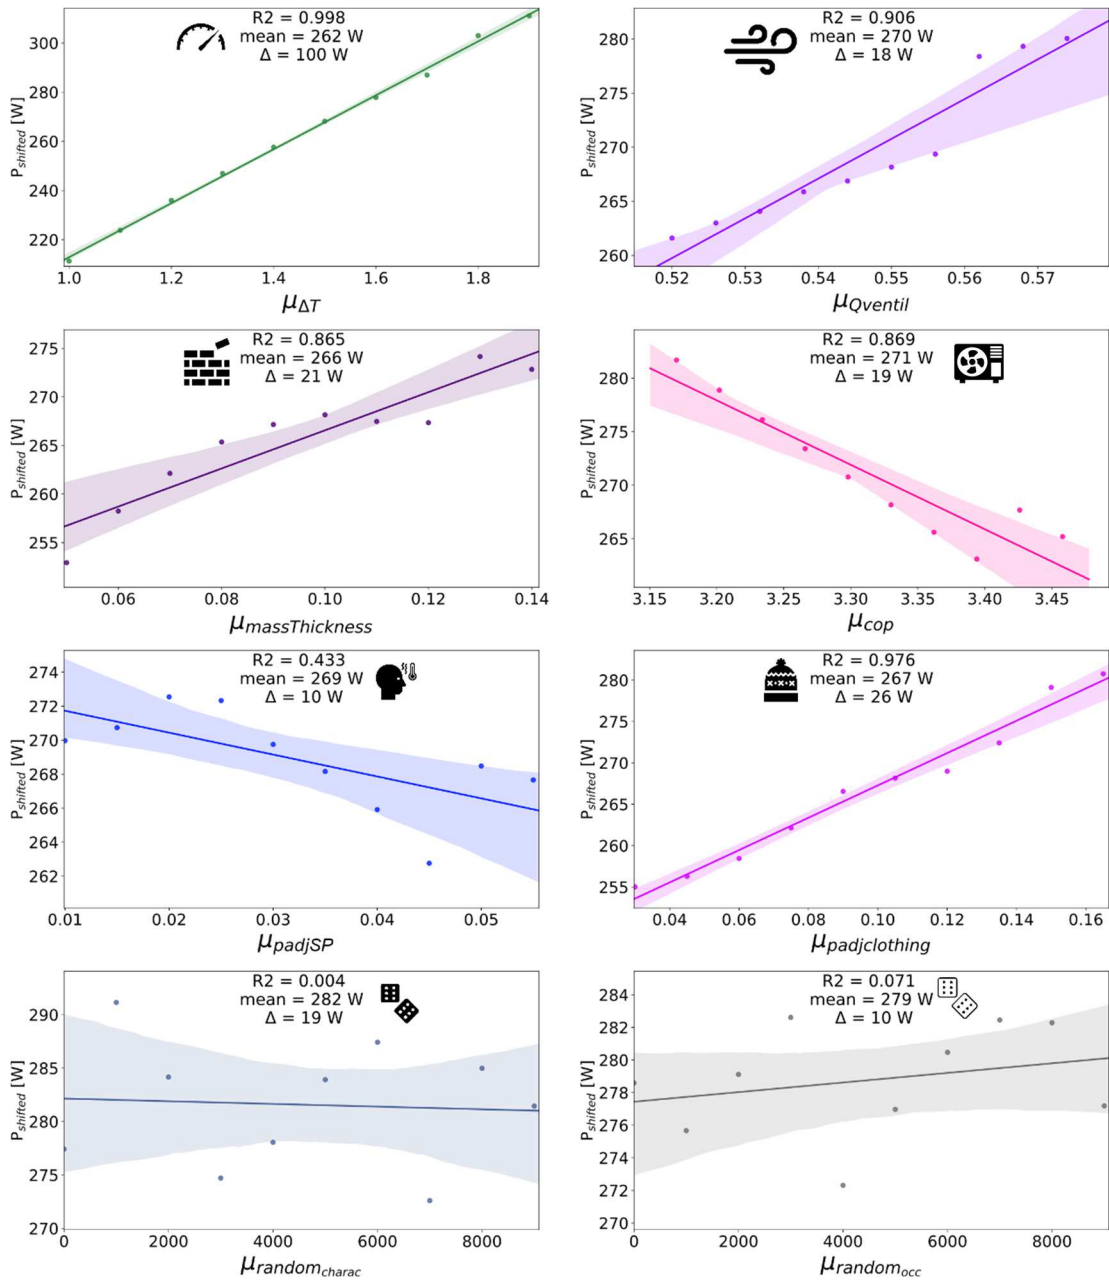 R2 = 0.998
mean = 262 W
Δ = 100 W
P_shifted [W]
300
280
260
240
220
1.0 1.2 1.4 1.6 1.8
μ_ΔT
R2 = 0.906
mean = 270 W
Δ = 18 W
P_shifted [W]
280
275
270
265
260
0.52 0.53 0.54 0.55 0.56 0.57
μ_Qventil
R2 = 0.865
mean = 266 W
Δ = 21 W
P_shifted [W]
275
270
265
260
255
0.06 0.08 0.10 0.12 0.14
μ_massThickness
R2 = 0.869
mean = 271 W
Δ = 19 W
P_shifted [W]
280
275
270
265
3.15 3.20 3.25 3.30 3.35 3.40 3.45
μ_cop
R2 = 0.433
mean = 269 W
Δ = 10 W
P_shifted [W]
274
272
270
268
266
264
262
0.01 0.02 0.03 0.04 0.05
μ_padjSP
R2 = 0.976
mean = 267 W
Δ = 26 W
P_shifted [W]
280
275
270
265
260
255
0.04 0.06 0.08 0.10 0.12 0.14 0.16
μ_padjclothing
R2 = 0.004
mean = 282 W
Δ = 19 W
P_shifted [W]
290
285
280
275
270
0 2000 4000 6000 8000
μ_random_charac
R2 = 0.071
mean = 279 W
Δ = 10 W
P_shifted [W]
284
282
280
278
276
274
272
270
0 2000 4000 6000 8000
μ_random_occ